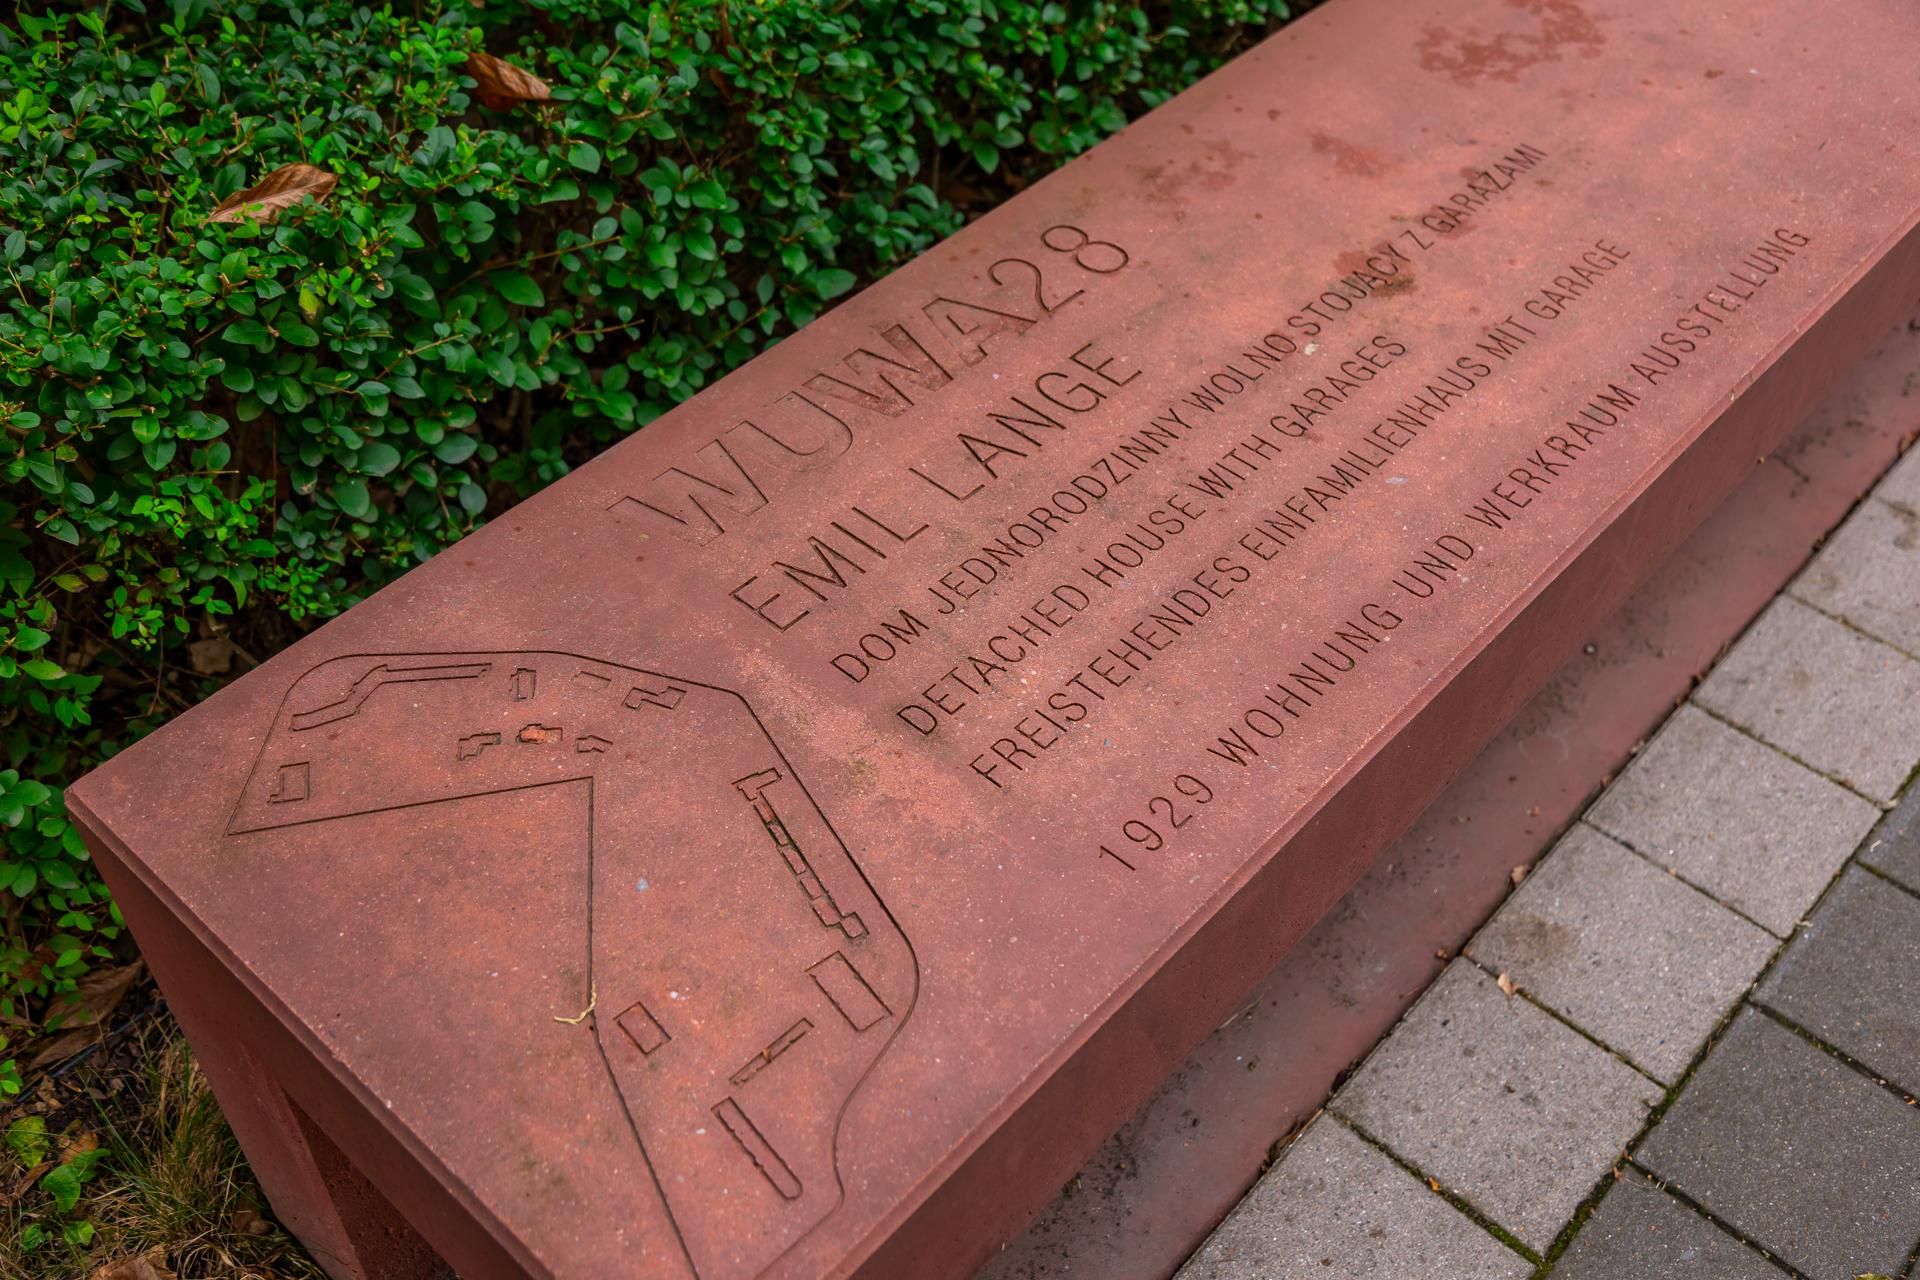 WUWA28
EMIL LANGE
DOM JEDNORODZINNY WOLNO STOJĄCY Z GARAŻAMI
DETACHED HOUSE WITH GARAGES
FREISTEHENDES EINFAMILIENHAUS MIT GARAGE
1929 WOHNUNG UND WERKRAUM AUSSTELLUNG